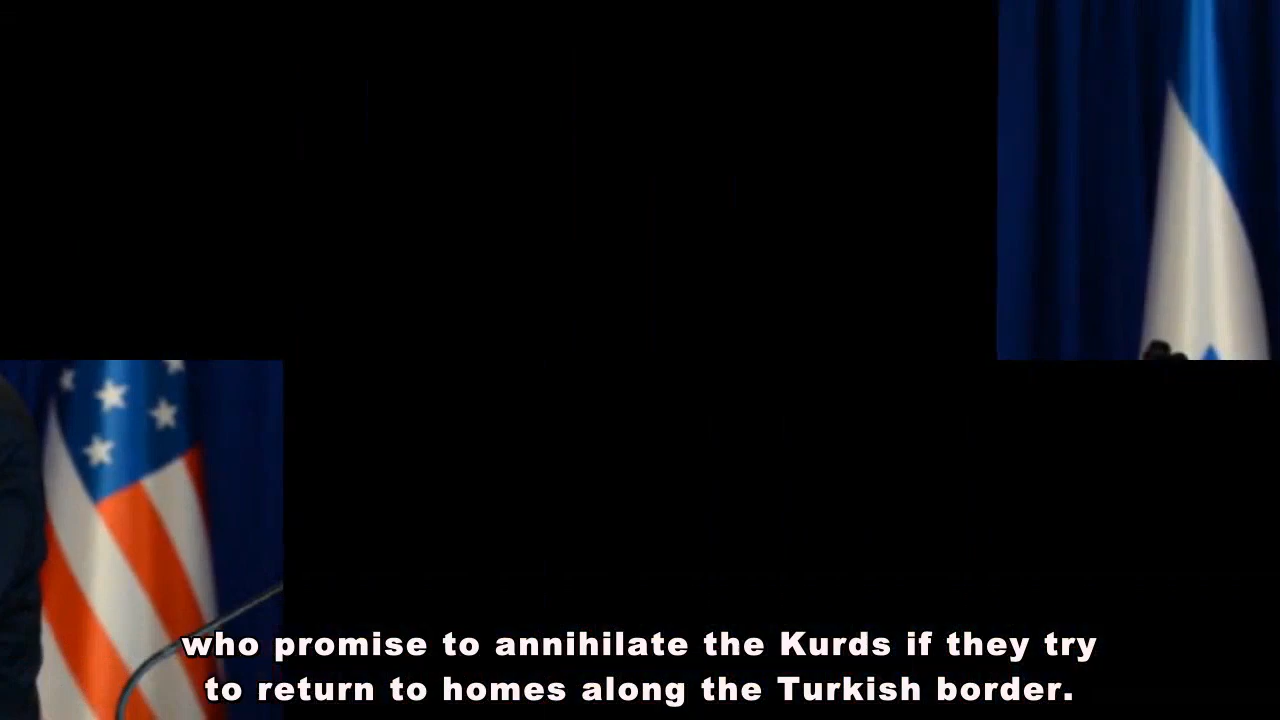 who promise to annihilate the Kurds if they try
to return to homes along the Turkish border.